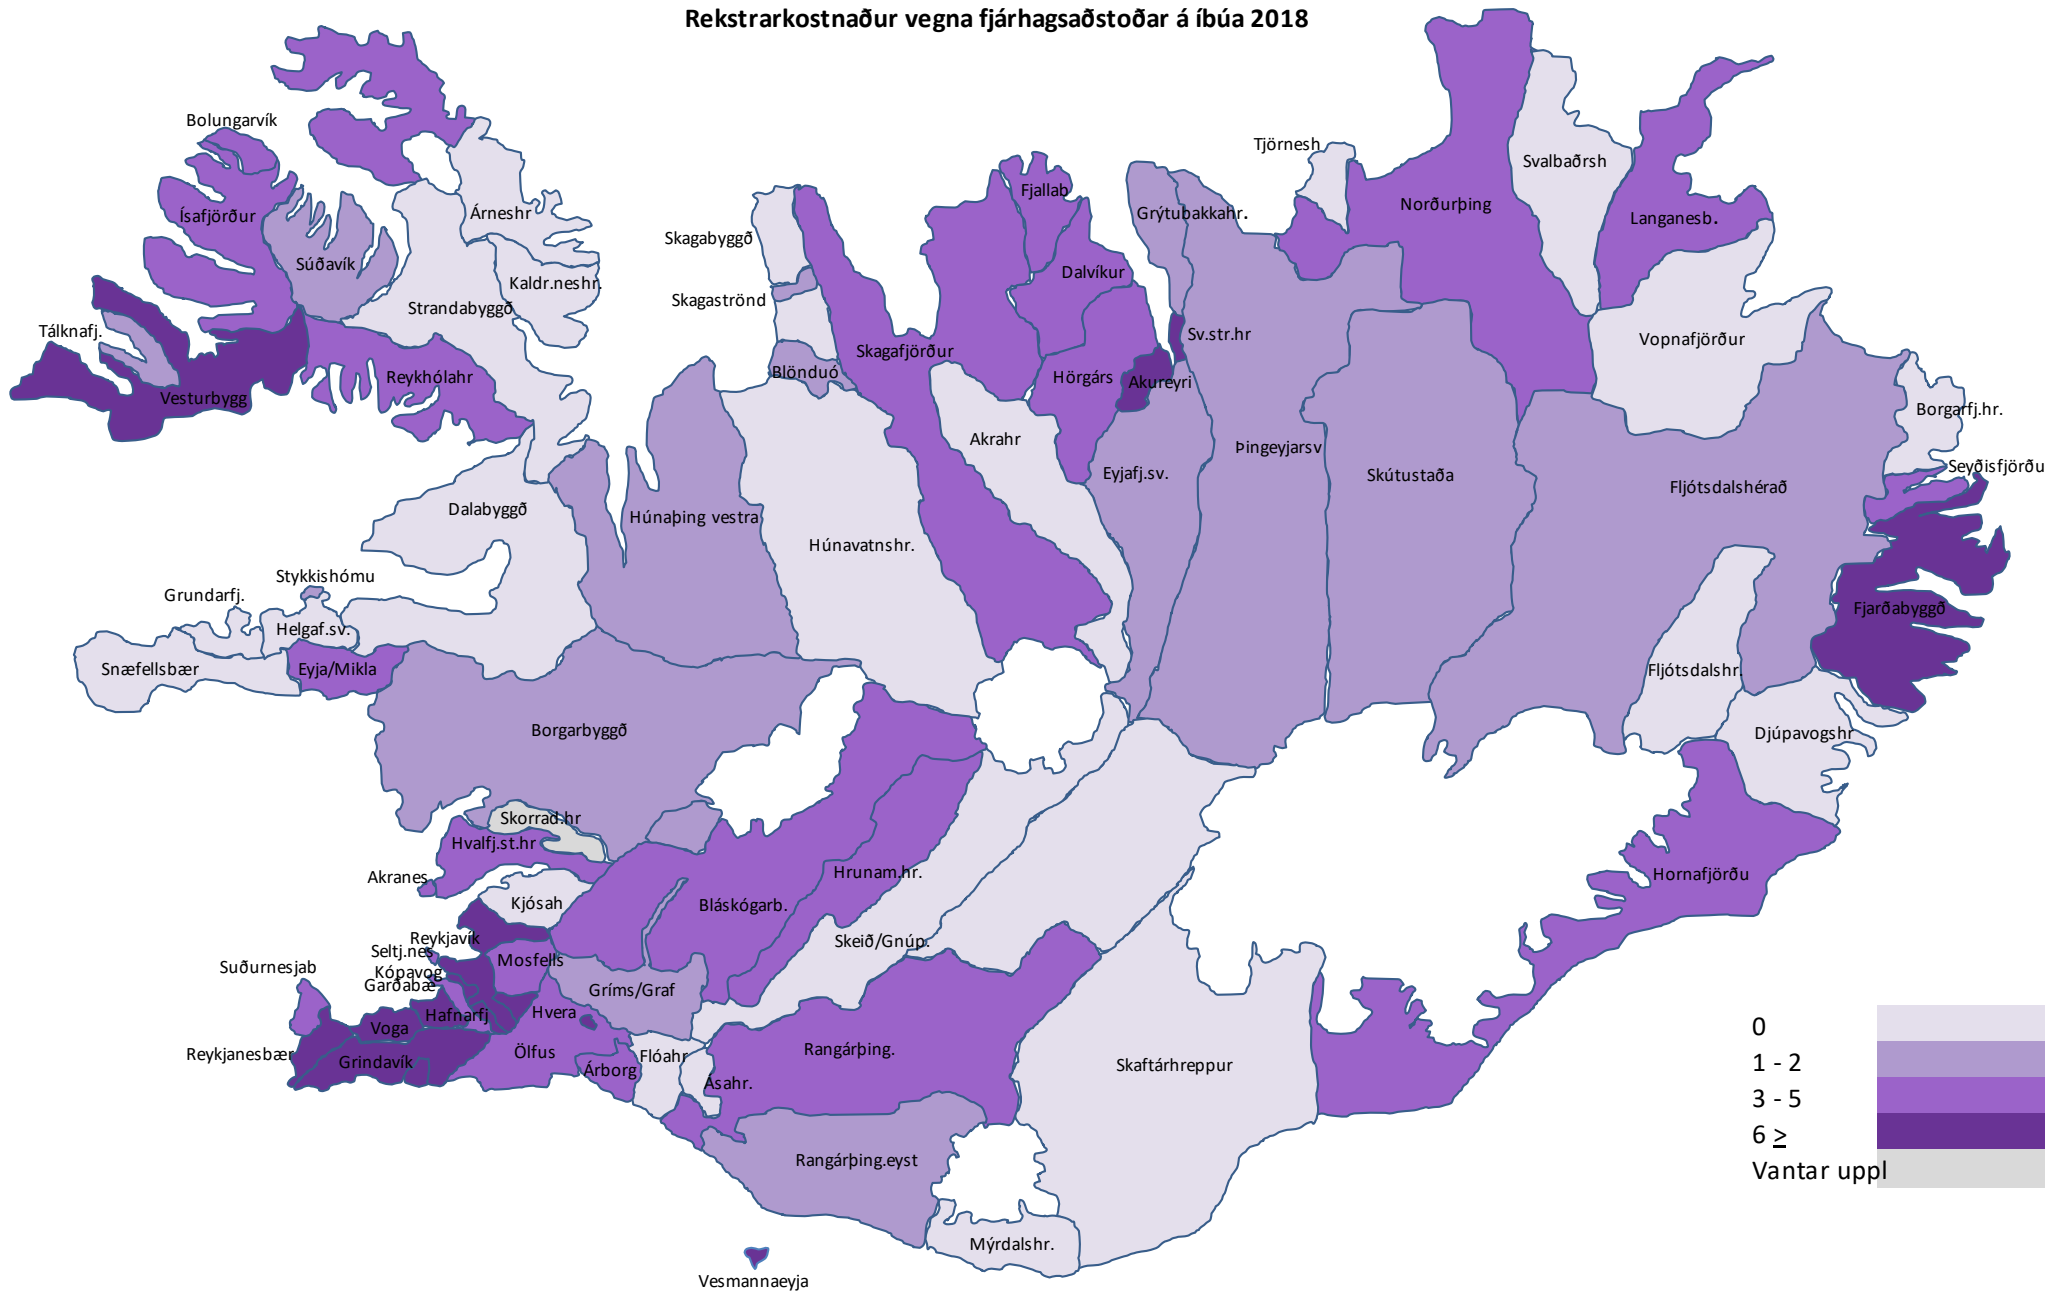 Rekstrarkostnaður vegna fjárhagsaðstoðar á íbúa 2018
Bolungarvík
Tjörnesh
Svalbaðrsh
Fjallab
Ísafjörður
Árneshr
Grýtubakkahr.
Norðurþing
Langanesb.
Skagabyggð
Súðavík
Dalvíkur
Kaldr.neshr.
Skagaströnd
Strandabyggð
Tálknafj.
Sv.str.hr
Vopnafjörður
Skagafjörður
Blönduó
Reykhólahr
Hörgárs
Akureyri
Vesturbygg
Borgarfj.hr.
Akrahr
Þingeyjarsv
Seyðisfjörðu
Eyjafj.sv.
Skútustaða
Fljótsdalshérað
Dalabyggð
Húnaþing vestra
Húnavatnshr.
Stykkishómu
Grundarfj.
Fjarðabyggð
Helgaf.sv.
Snæfellsbær
Eyja/Mikla
Fljótsdalshr.
Borgarbyggð
Djúpavogshr
Skorrad.hr
Hvalfj.st.hr
Akranes
Hrunam.hr.
Hornafjörðu
Kjósah
Bláskógarb.
Reykjavík
Skeið/Gnúp.
Seltj.nes
Mosfells
Suðurnesjab
Kópavog
Garðabæ
Gríms/Graf
Hafnarfj
Hvera
Voga
Reykjanesbær
Grindavík
Ölfus
Flóahr
Rangárþing.
Árborg
Ásahr.
Skaftárhreppur
Rangárþing.eyst
Mýrdalshr.
Vesmannaeyja
0
1 - 2
3 - 5
6 ≥
Vantar uppl